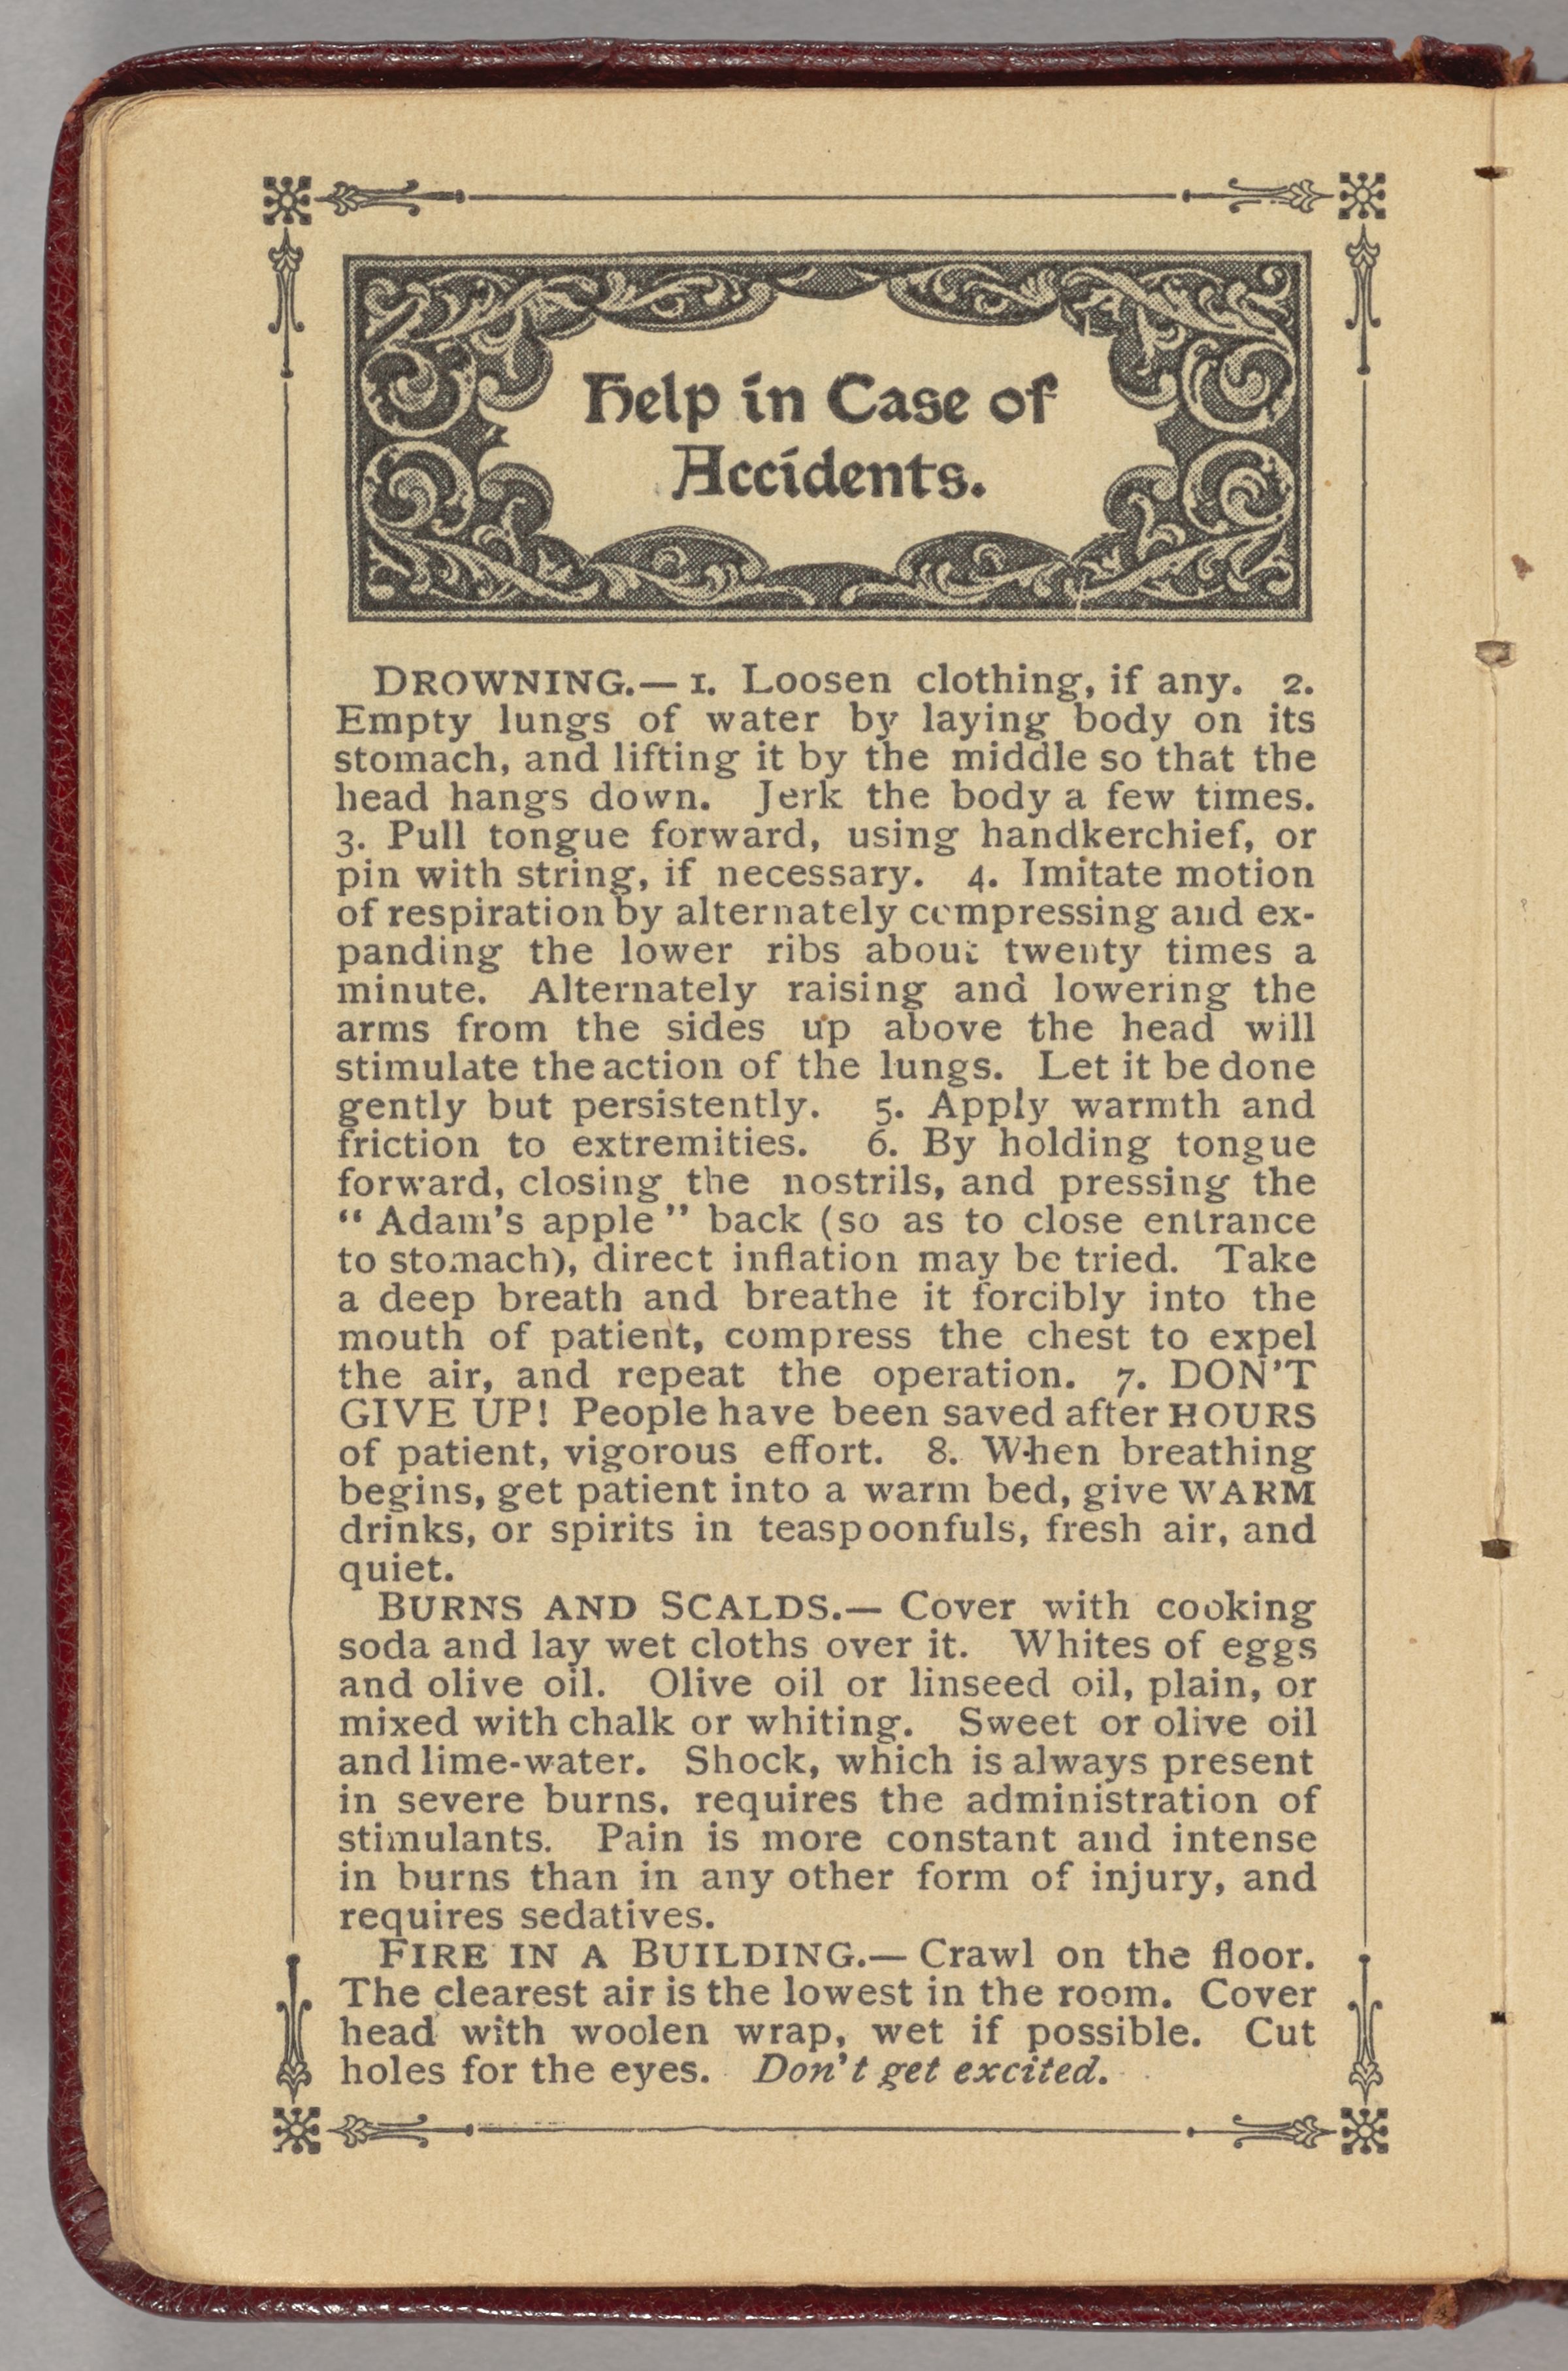 Help in Case of
Accidents.
DROWNING.— 1. Loosen clothing, if any. 2.
Empty lungs of water by laying body on its
stomach, and lifting it by the middle so that the
head hangs down. Jerk the body a few times.
3. Pull tongue forward, using handkerchief, or
pin with string, if necessary. 4. Imitate motion
of respiration by alternately compressing and ex-
panding the lower ribs about twenty times a
minute. Alternately raising and lowering the
arms from the sides up above the head will
stimulate the action of the lungs. Let it be done
gently but persistently. 5. Apply warmth and
friction to extremities. 6. By holding tongue
forward, closing the nostrils, and pressing the
“ Adam’s apple ” back (so as to close entrance
to stomach), direct inflation may be tried. Take
a deep breath and breathe it forcibly into the
mouth of patient, compress the chest to expel
the air, and repeat the operation. 7. DON’T
GIVE UP! People have been saved after HOURS
of patient, vigorous effort. 8. When breathing
begins, get patient into a warm bed, give WARM
drinks, or spirits in teaspoonfuls, fresh air, and
quiet.
BURNS AND SCALDS.— Cover with cooking
soda and lay wet cloths over it. Whites of eggs
and olive oil. Olive oil or linseed oil, plain, or
mixed with chalk or whiting. Sweet or olive oil
and lime-water. Shock, which is always present
in severe burns, requires the administration of
stimulants. Pain is more constant and intense
in burns than in any other form of injury, and
requires sedatives.
FIRE IN A BUILDING.— Crawl on the floor.
The clearest air is the lowest in the room. Cover
head with woolen wrap, wet if possible. Cut
holes for the eyes. Don’t get excited.